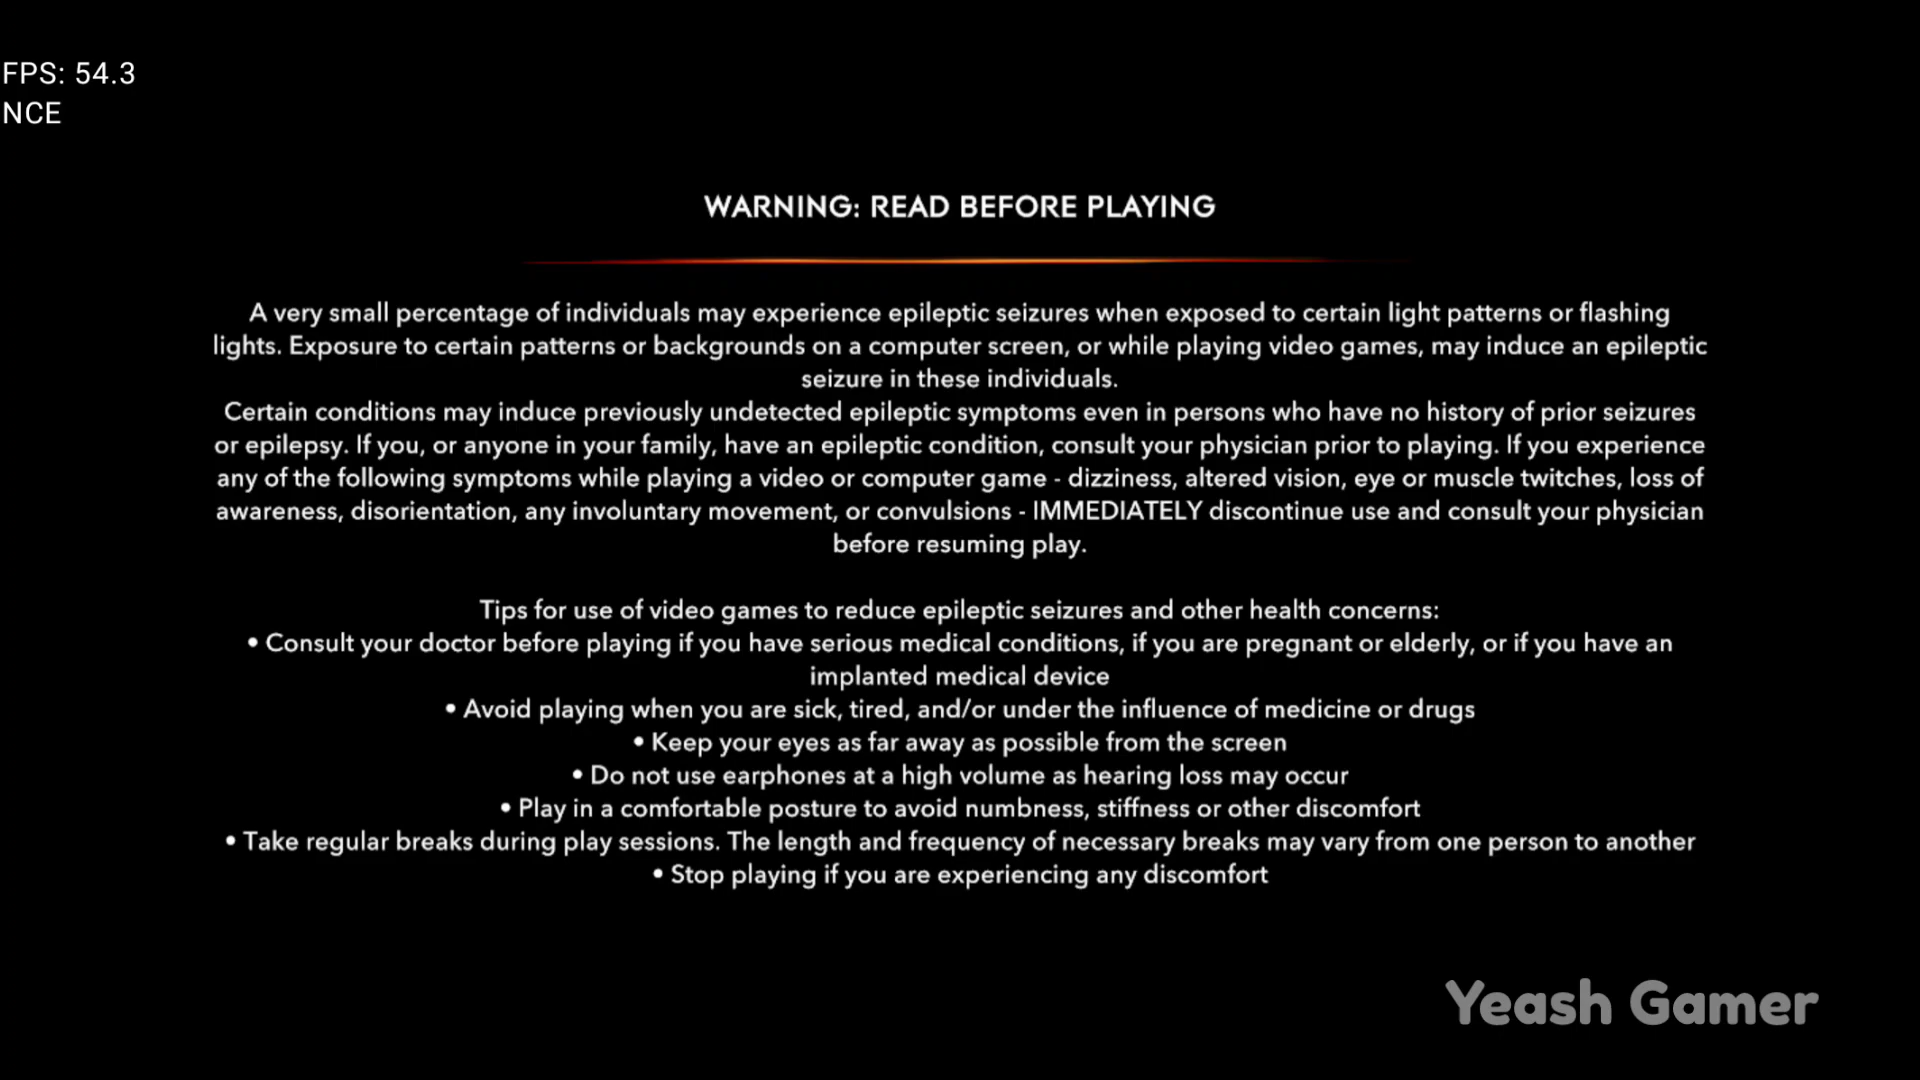 FPS: 54.3
NCE
WARNING: READ BEFORE PLAYING
A very small percentage of individuals may experience epileptic seizures when exposed to certain light patterns or flashing
lights. Exposure to certain patterns or backgrounds on a computer screen, or while playing video games, may induce an epileptic
seizure in these individuals.
Certain conditions may induce previously undetected epileptic symptoms even in persons who have no history of prior seizures
or epilepsy. If you, or anyone in your family, have an epileptic condition, consult your physician prior to playing. If you experience
any of the following symptoms while playing a video or computer game - dizziness, altered vision, eye or muscle twitches, loss of
awareness, disorientation, any involuntary movement, or convulsions - IMMEDIATELY discontinue use and consult your physician
before resuming play.
Tips for use of video games to reduce epileptic seizures and other health concerns:
• Consult your doctor before playing if you have serious medical conditions, if you are pregnant or elderly, or if you have an
implanted medical device
• Avoid playing when you are sick, tired, and/or under the influence of medicine or drugs
• Keep your eyes as far away as possible from the screen
• Do not use earphones at a high volume as hearing loss may occur
• Play in a comfortable posture to avoid numbness, stiffness or other discomfort
• Take regular breaks during play sessions. The length and frequency of necessary breaks may vary from one person to another
• Stop playing if you are experiencing any discomfort
Yeash Gamer